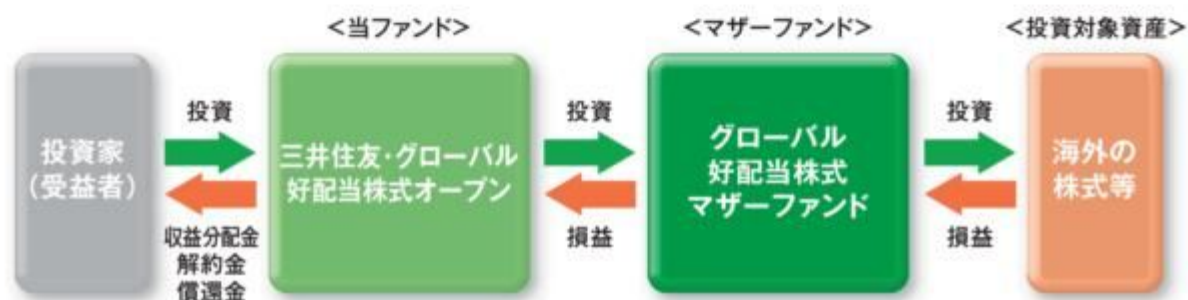 <当ファンド>
<マザーファンド>
<投資対象資産>
投資家
(受益者)
投資
収益分配金
解約金
償還金
三井住友・グローバル
好配当株式オープン
投資
損益
グローバル
好配当株式
マザーファンド
投資
損益
海外の
株式等